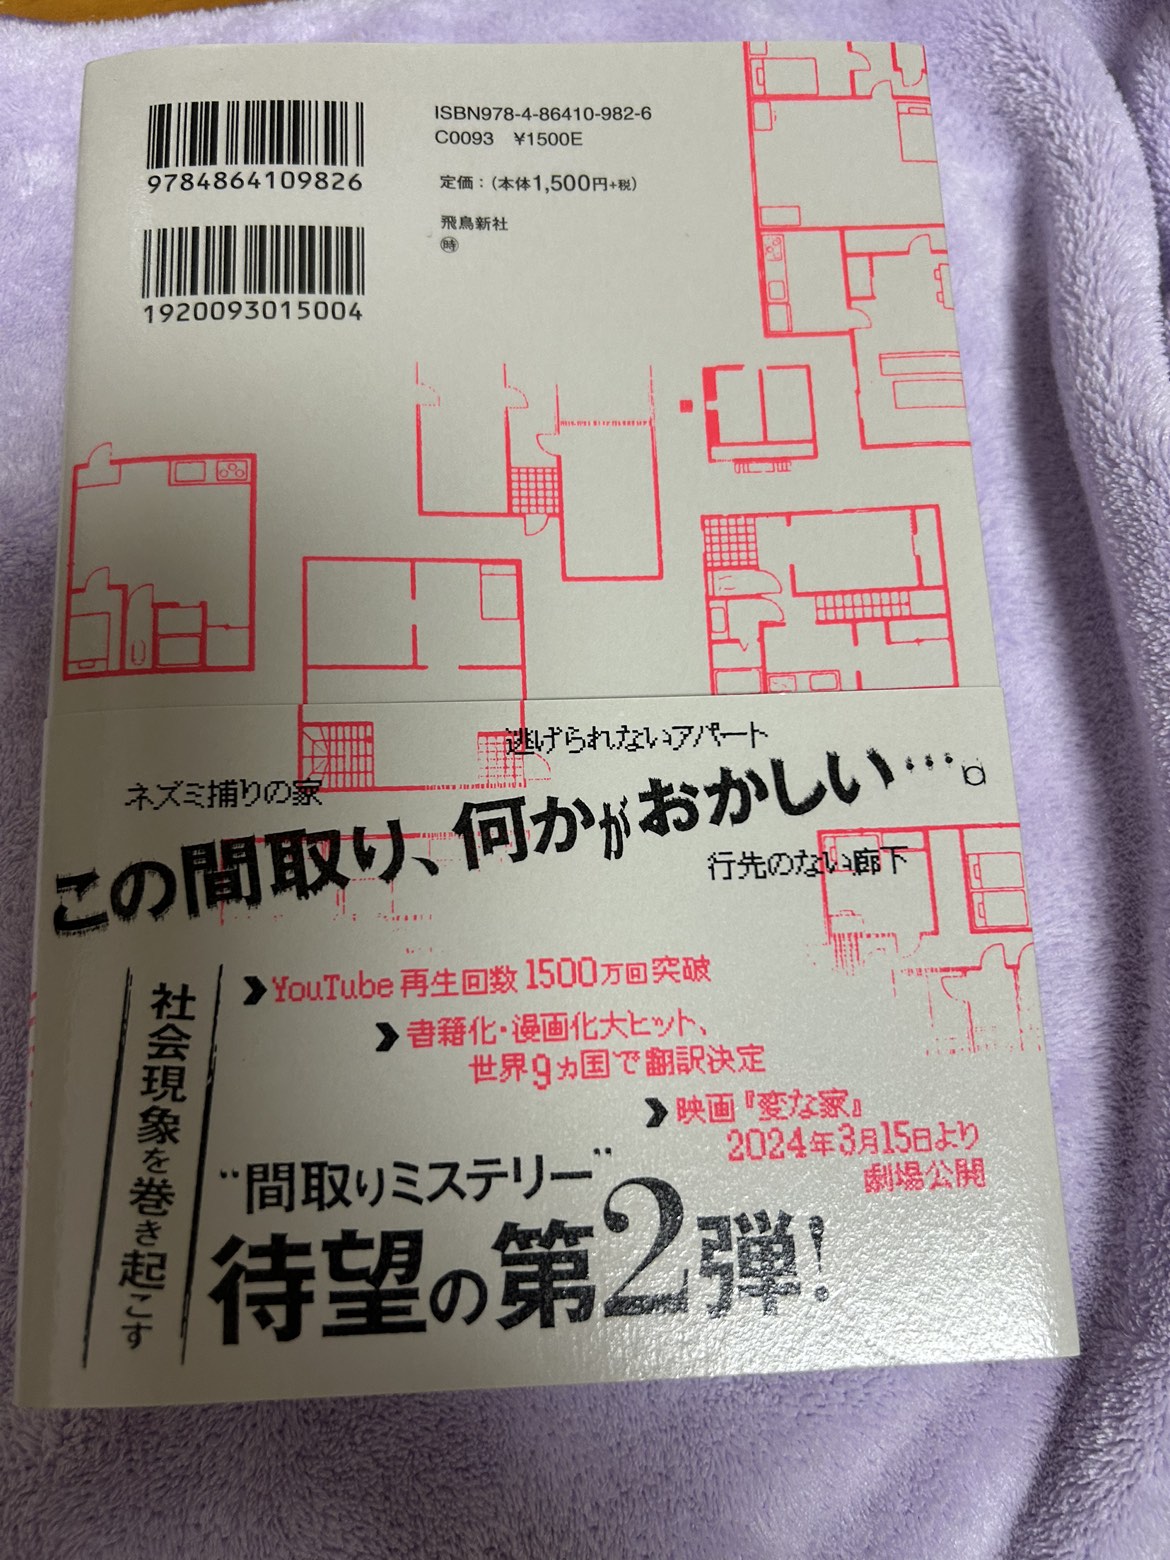 9784864109826
1920093015004
ISBN978-4-86410-982-6
C0093 ¥1500E
定価:(本体1,500円+税)
飛鳥新社
㊐
逃げられないアパート
ネズミ捕りの家
この間取り、何かがおかしい…。
行先のない廊下
社会現象を巻き起こす
YouTube再生回数1500万回突破
書籍化・漫画化大ヒット、
世界9ヵ国で翻訳決定
映画『変な家』
2024年3月15日より
劇場公開
“間取りミステリー”
待望の第2弾!